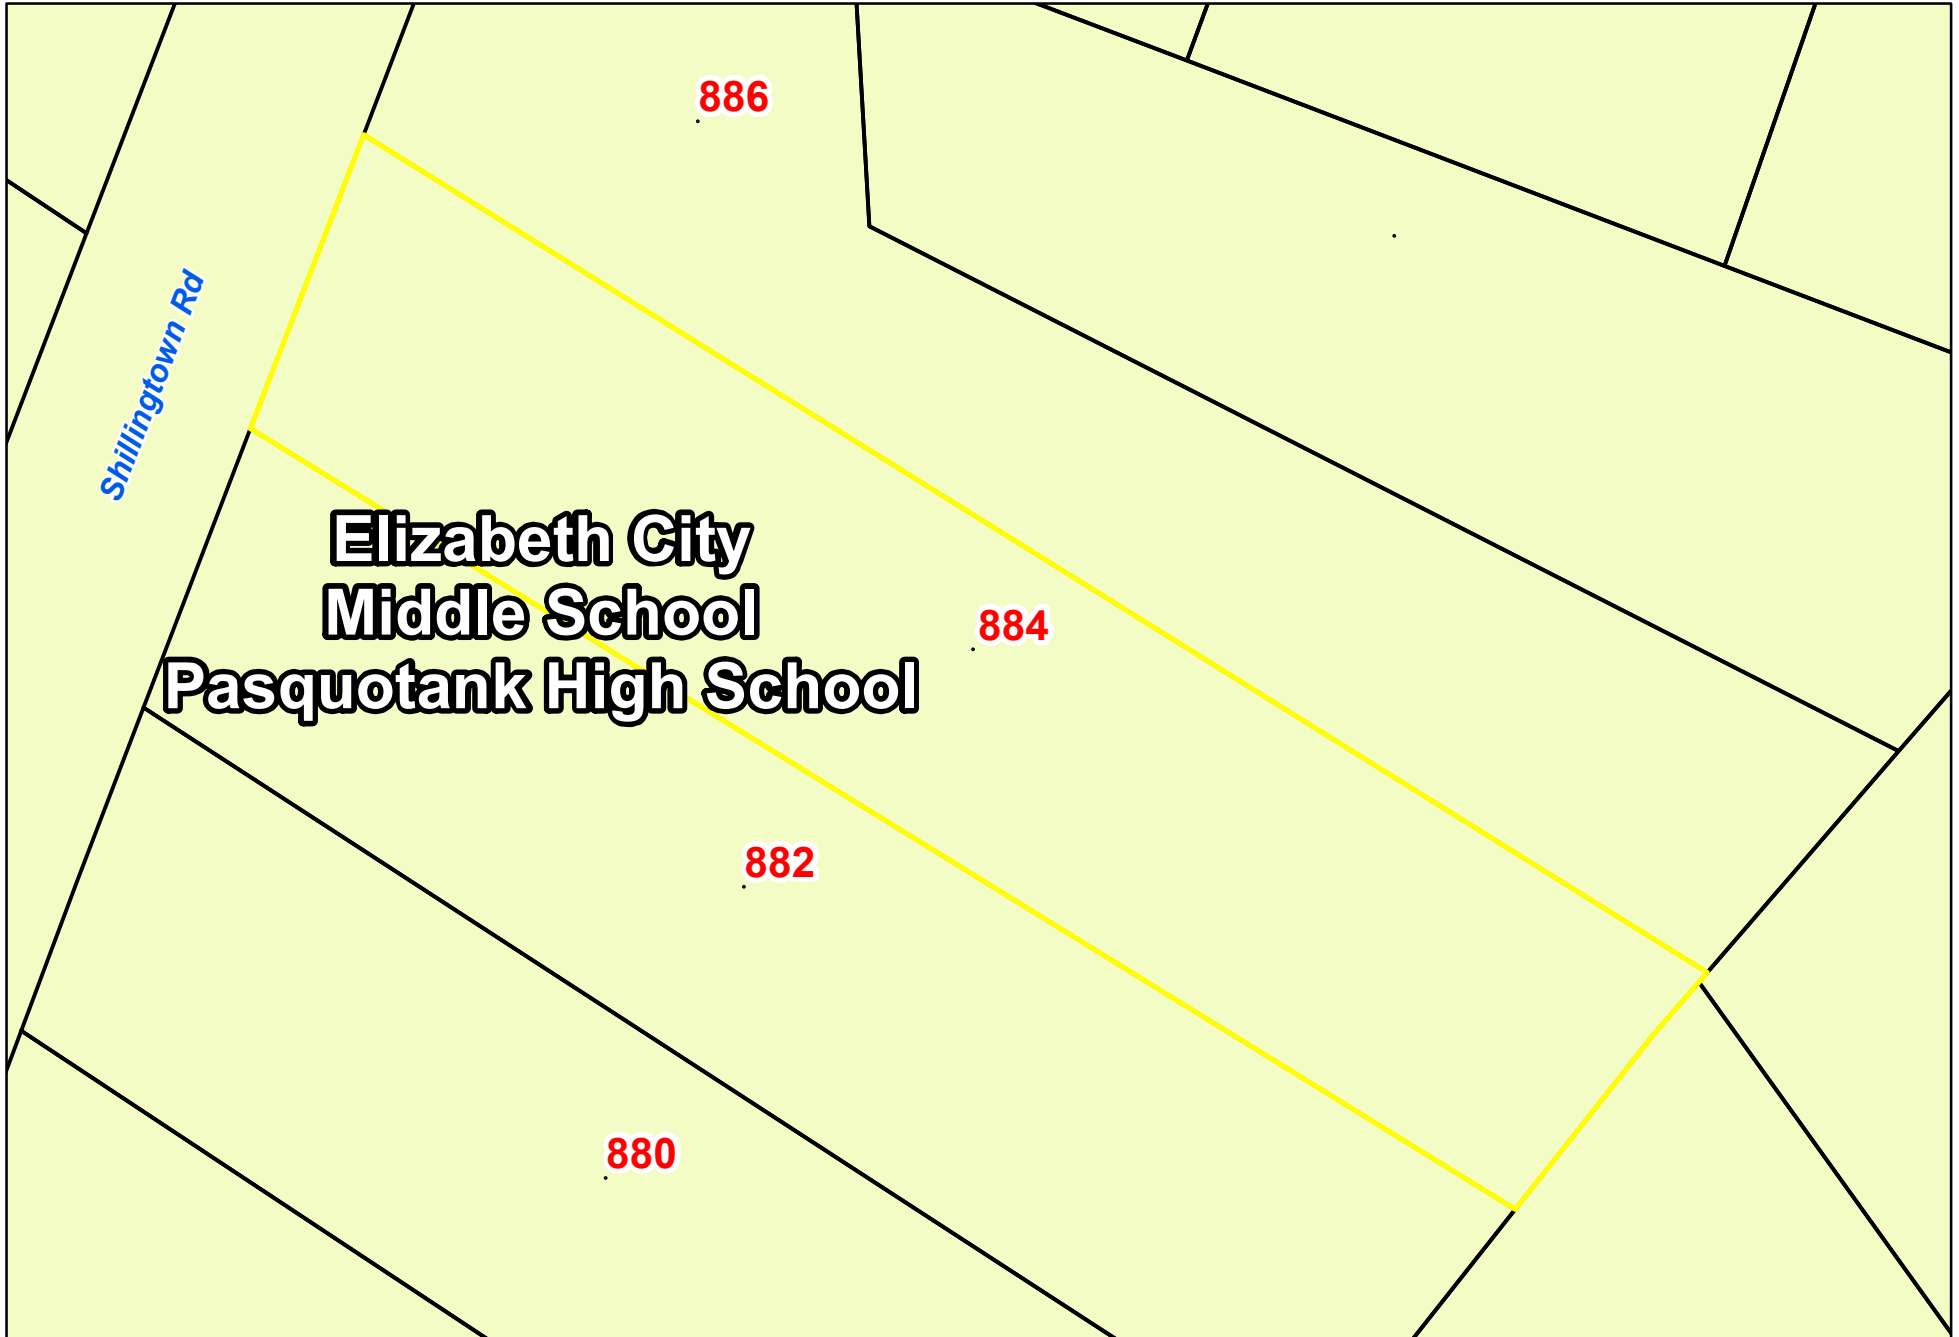 886
Shillingtown Rd
Elizabeth City
Middle School
Pasquotank High School
884
882
880